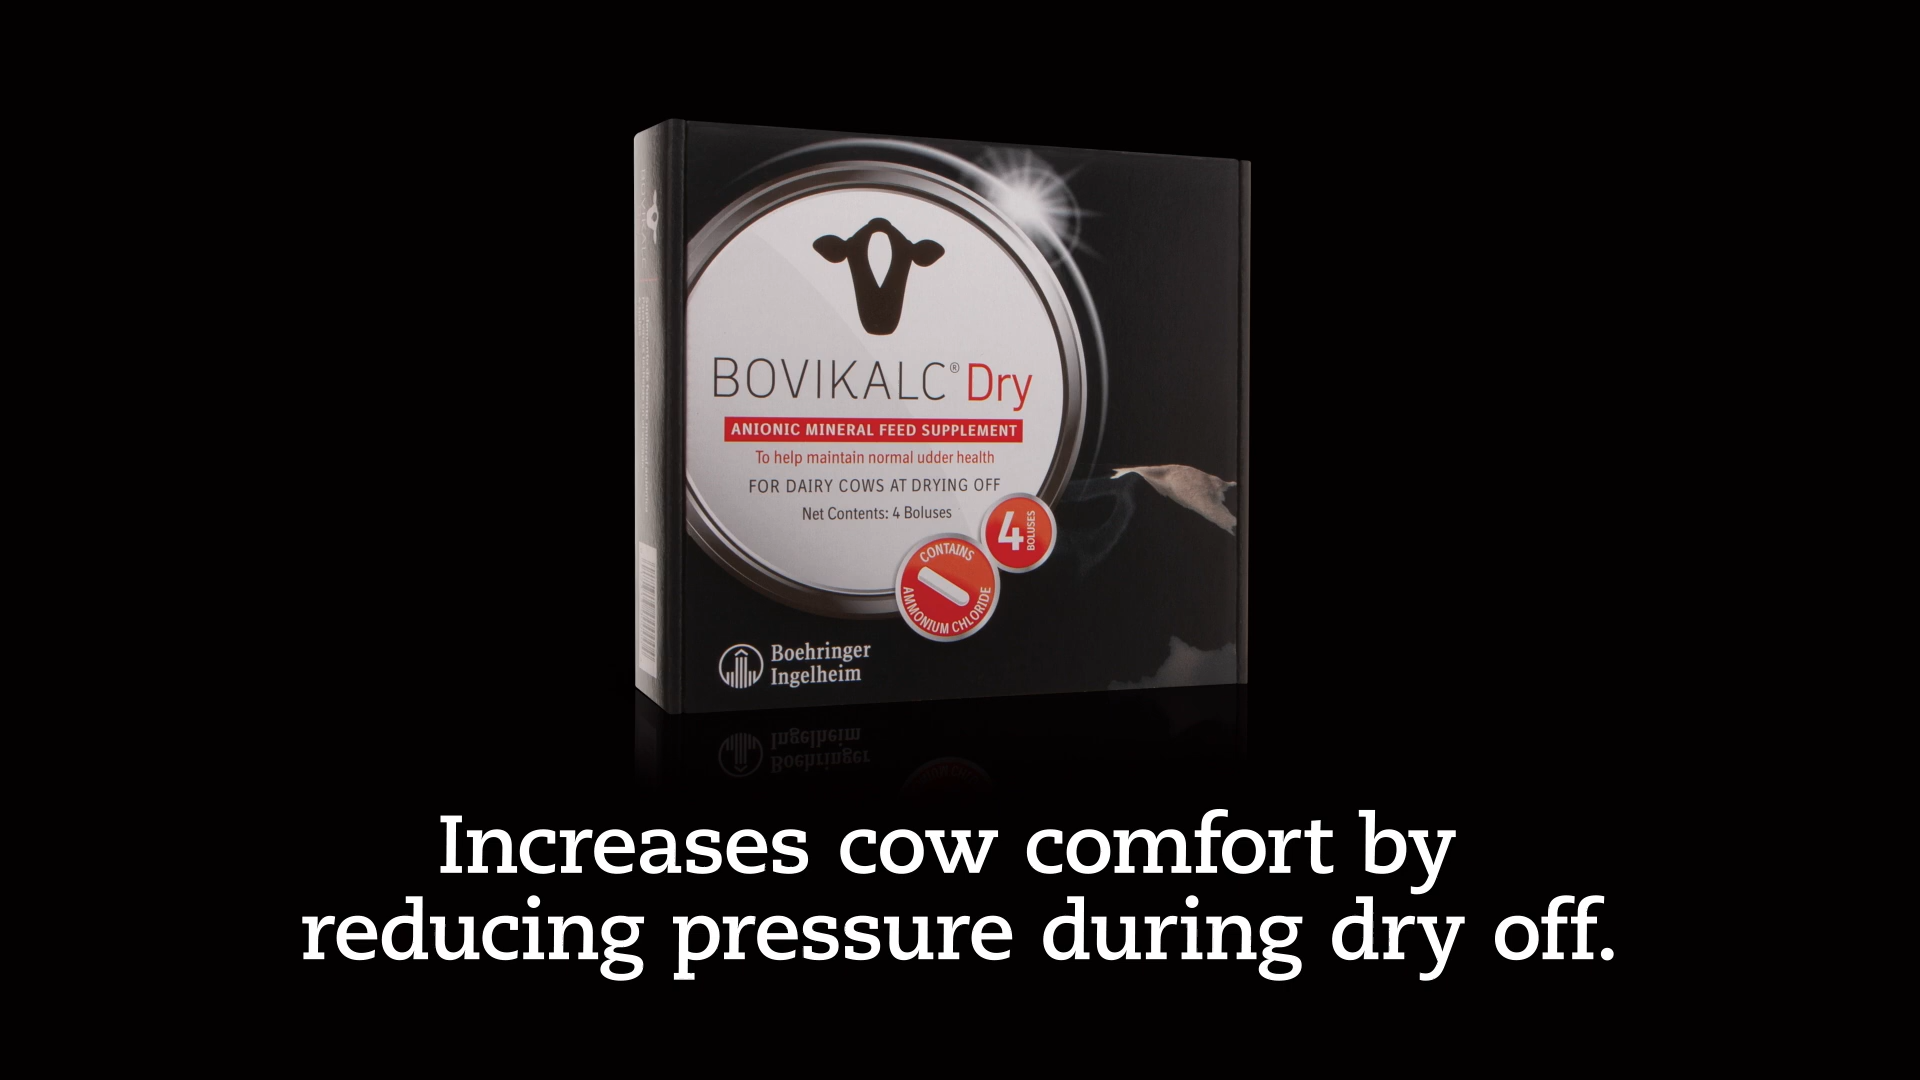 BOVIKALC® Dry
ANIONIC MINERAL FEED SUPPLEMENT
To help maintain normal udder health
FOR DAIRY COWS AT DRYING OFF
Net Contents: 4 Boluses
4 BOLUSES
CONTAINS
AMMONIUM CHLORIDE
Boehringer
Ingelheim
Increases cow comfort by
reducing pressure during dry off.